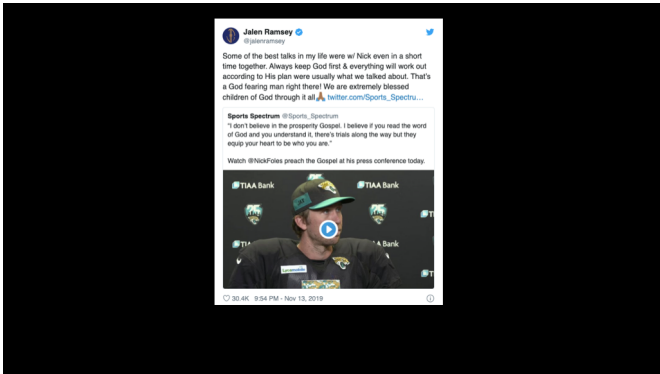 Jalen Ramsey
@jalenramsey
Some of the best talks in my life were w/ Nick even in a short
time together. Always keep God first & everything will work out
according to His plan were usually what we talked about. That's
a God fearing man right there! We are extremely blessed
children of God through it all🙏🏾 twitter.com/Sports_Spectru…
Sports Spectrum @Sports_Spectrum
"I don't believe in the prosperity Gospel. I believe if you read the word
of God and you understand it, there's trials along the way but they
equip your heart to be who you are."
Watch @NickFoles preach the Gospel at his press conference today.
TIAA Bank TIAA Bank
25 25
TIAA Bank
30.4K 9:54 PM - Nov 13, 2019